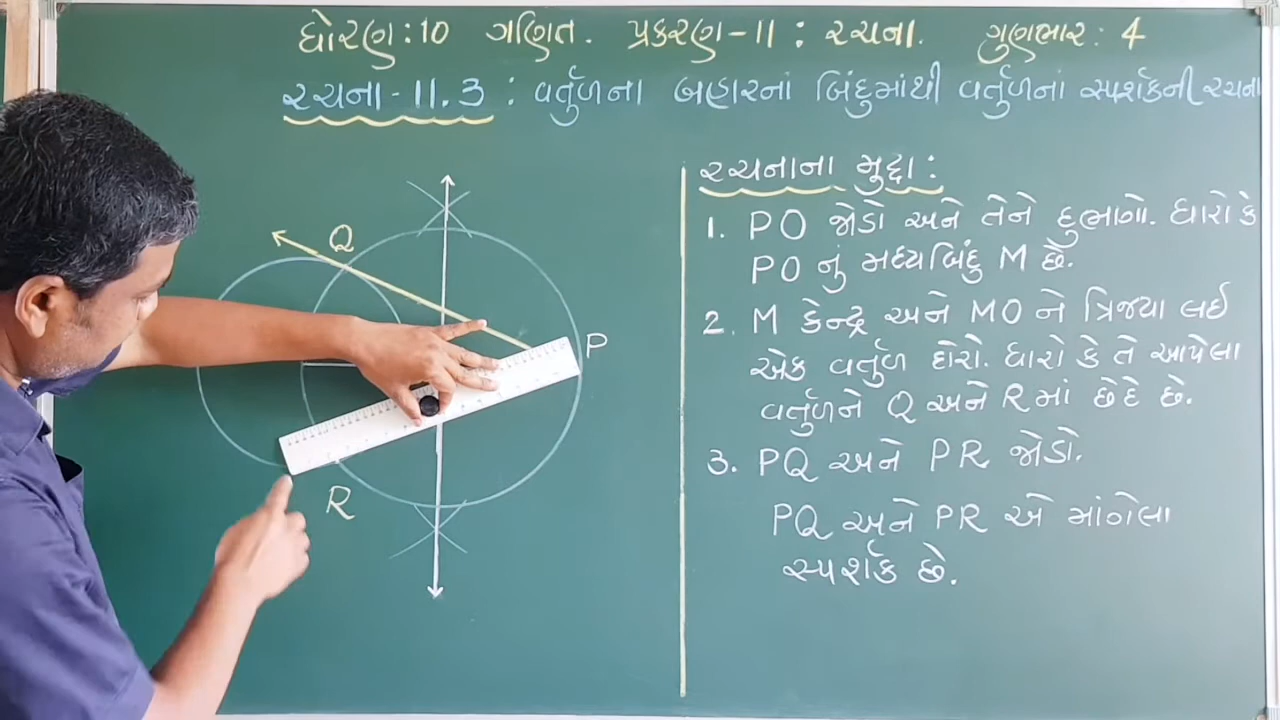 ધોરણ:10 ગણિત. પ્રકરણ-11 : રચના. ગુણભાર: 4
રચના-11.3 : વર્તુળના બહારનાં બિંદુમાંથી વર્તુળનાં સ્પર્શકની રચના
રચનાના મુદ્દા :
1. PO જોડો અને તેને દુભાગો. ધારો કે
PO નું મધ્યબિંદુ M છે.
2. M કેન્દ્ર અને MO ને ત્રિજ્યા લઈ
એક વર્તુળ દોરો. ધારો કે તે આપેલા
વર્તુળને Q અને R માં છેદે છે.
3. PQ અને PR જોડો.
PQ અને PR એ માંગેલા
સ્પર્શક છે.
Q
P
R